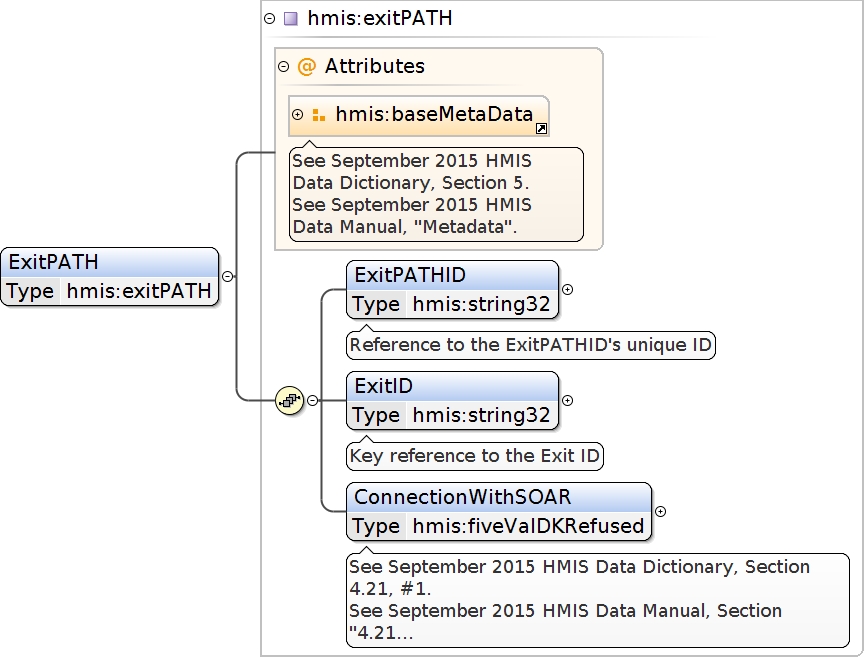 hmis:exitPATH
@ Attributes
hmis:baseMetaData
See September 2015 HMIS
Data Dictionary, Section 5.
See September 2015 HMIS
Data Manual, "Metadata".
ExitPATH
Type hmis:exitPATH
ExitPATHID
Type hmis:string32
Reference to the ExitPATHID's unique ID
ExitID
Type hmis:string32
Key reference to the Exit ID
ConnectionWithSOAR
Type hmis:fiveValDKRefused
See September 2015 HMIS Data Dictionary, Section
4.21, #1.
See September 2015 HMIS Data Manual, Section
"4.21...